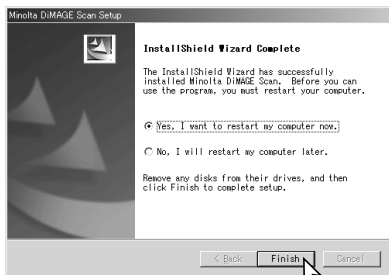 Minolta DiMAGE Scan Setup
InstallShield Wizard Complete
The InstallShield Wizard has successfully
installed Minolta DiMAGE Scan. Before you can
use the program, you must restart your computer.
Yes, I want to restart my computer now.
No, I will restart my computer later.
Remove any disks from their drives, and then
click Finish to complete setup.
< Back
Finish
Cancel